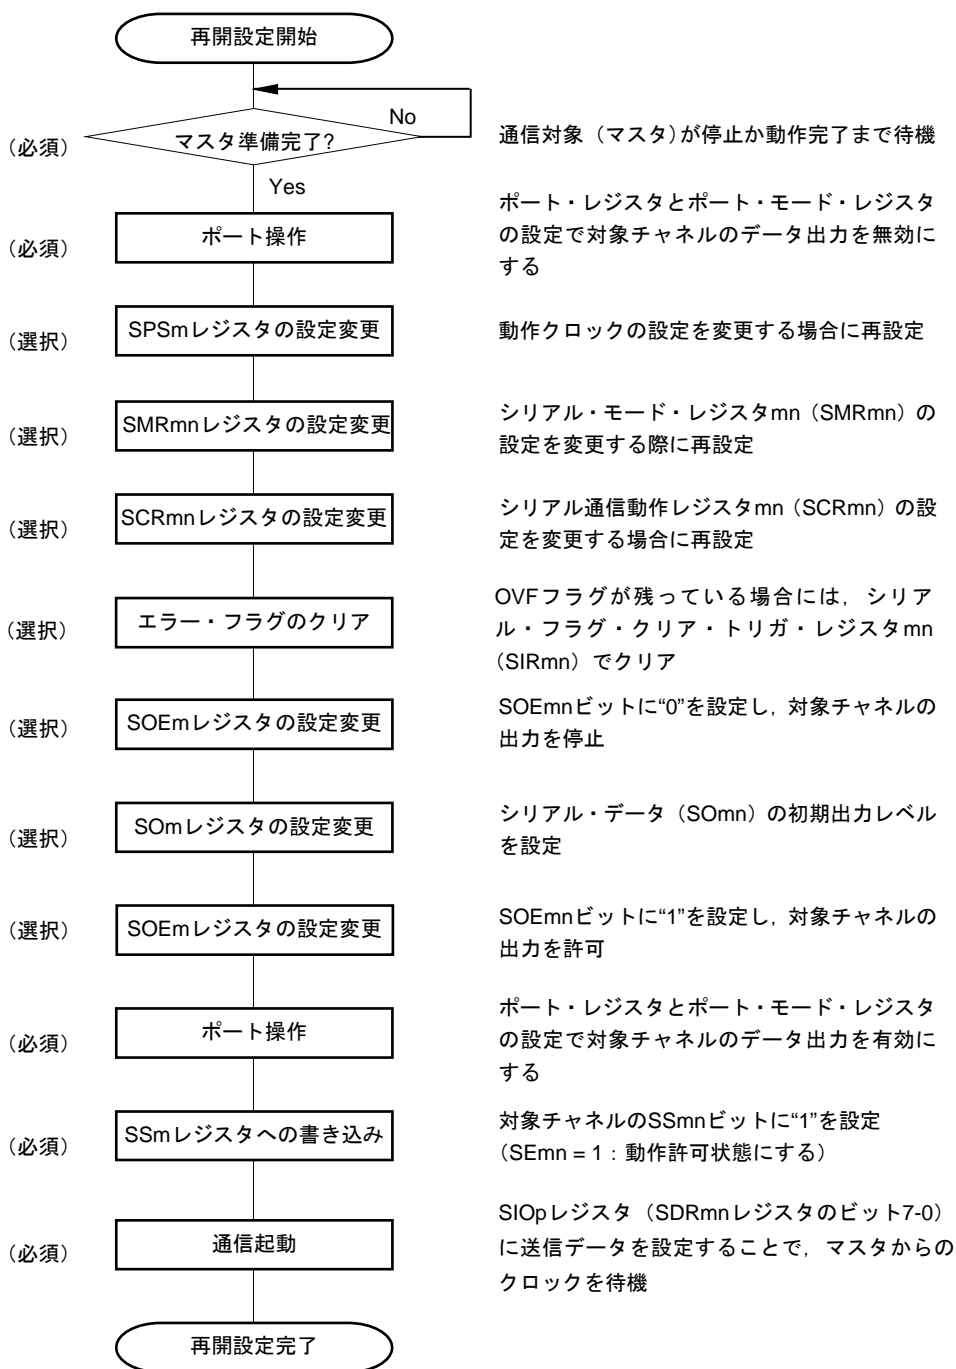 再開設定開始
No
(必須)
マスタ準備完了?
通信対象（マスタ)が停止か動作完了まで待機
Yes
(必須)
ポート操作
ポート・レジスタとポート・モード・レジスタ
の設定で対象チャネルのデータ出力を無効に
する
(選択)
SPSmレジスタの設定変更
動作クロックの設定を変更する場合に再設定
(選択)
SMRmnレジスタの設定変更
シリアル・モード・レジスタmn（SMRmn）の
設定を変更する際に再設定
(選択)
SCRmnレジスタの設定変更
シリアル通信動作レジスタmn（SCRmn）の設
定を変更する場合に再設定
(選択)
エラー・フラグのクリア
OVFフラグが残っている場合には，シリア
ル・フラグ・クリア・トリガ・レジスタmn
（SIRmn）でクリア
(選択)
SOEmレジスタの設定変更
SOEmnビットに“0”を設定し，対象チャネルの
出力を停止
(選択)
SOmレジスタの設定変更
シリアル・データ（SOmn）の初期出力レベル
を設定
(選択)
SOEmレジスタの設定変更
SOEmnビットに“1”を設定し，対象チャネルの
出力を許可
(必須)
ポート操作
ポート・レジスタとポート・モード・レジスタ
の設定で対象チャネルのデータ出力を有効に
する
(必須)
SSmレジスタへの書き込み
対象チャネルのSSmnビットに“1”を設定
（SEmn = 1：動作許可状態にする）
(必須)
通信起動
SIOpレジスタ（SDRmnレジスタのビット7-0）
に送信データを設定することで，マスタからの
クロックを待機
再開設定完了